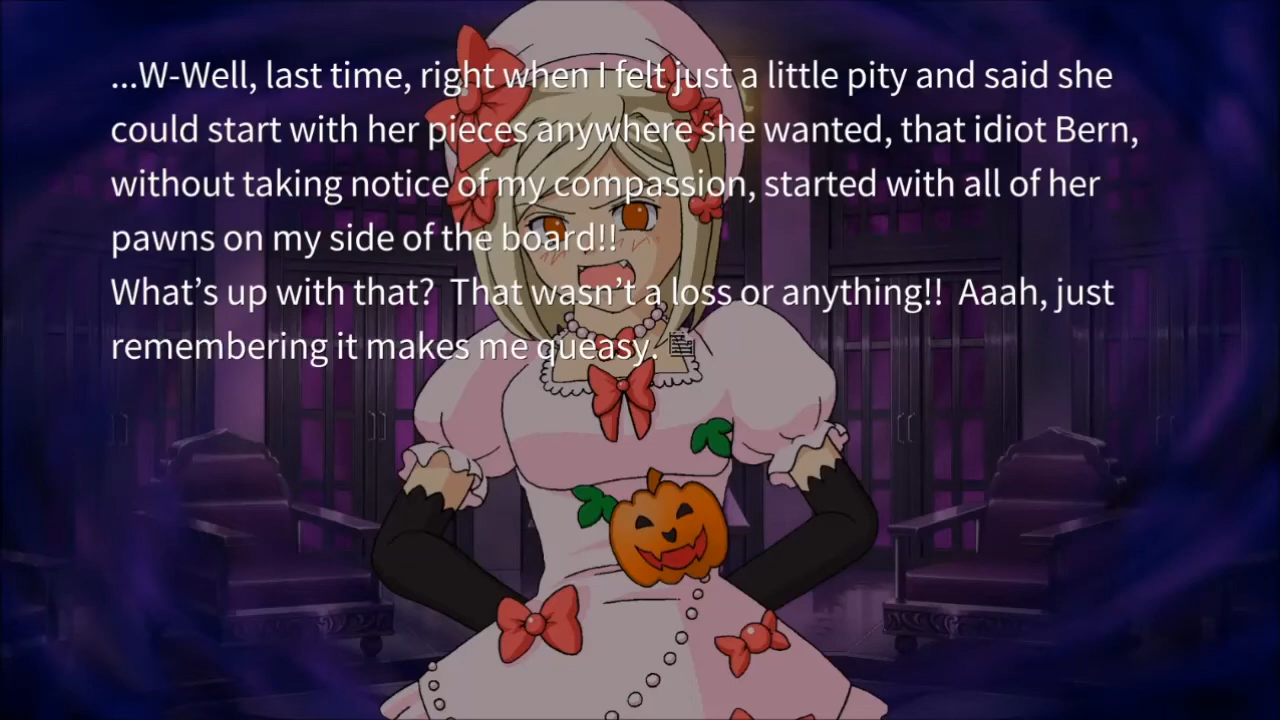 ...W-Well, last time, right when I felt just a little pity and said she
could start with her pieces anywhere she wanted, that idiot Bern,
without taking notice of my compassion, started with all of her
pawns on my side of the board!!
What’s up with that?  That wasn’t a loss or anything!!  Aaah, just
remembering it makes me queasy.